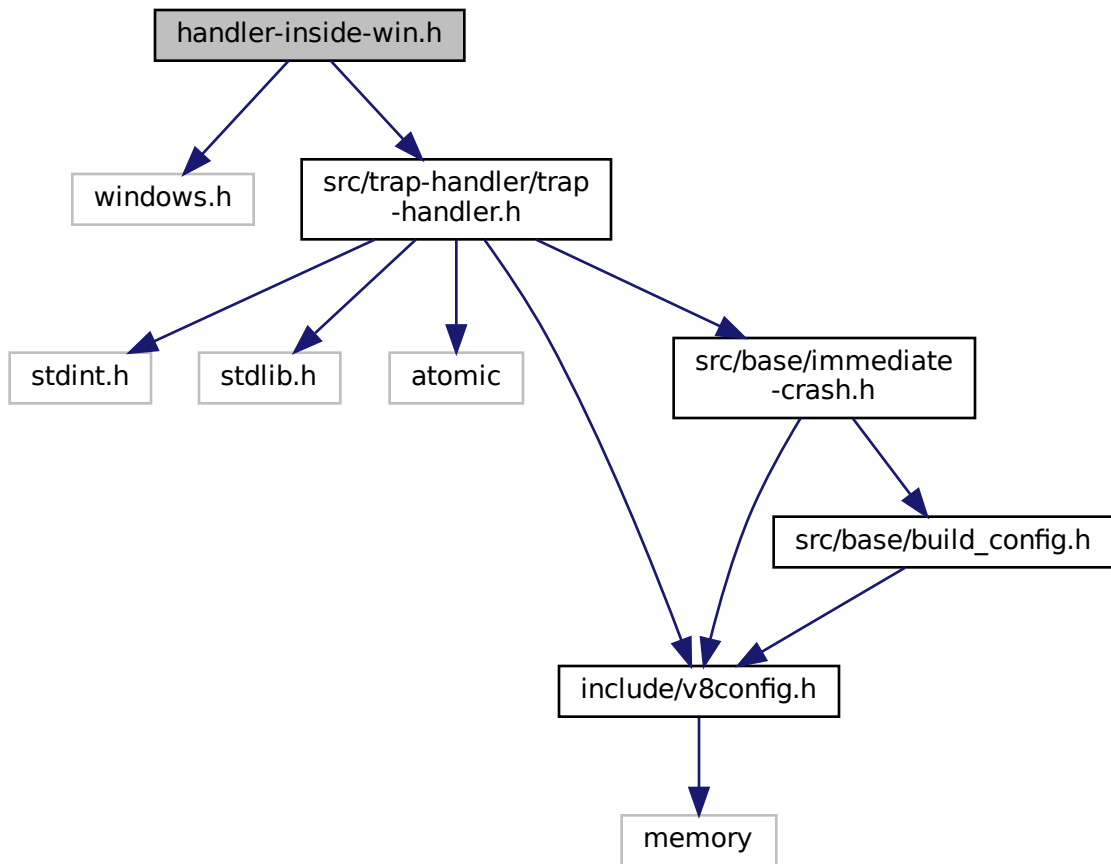 handler-inside-win.h
windows.h
src/trap-handler/trap
-handler.h
stdint.h
stdlib.h
atomic
src/base/immediate
-crash.h
src/base/build_config.h
include/v8config.h
memory